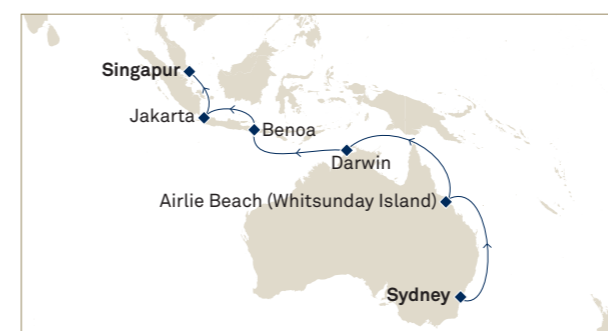 Singapur
Jakarta
Benoa
Darwin
Airlie Beach (Whitsunday Island)
Sydney